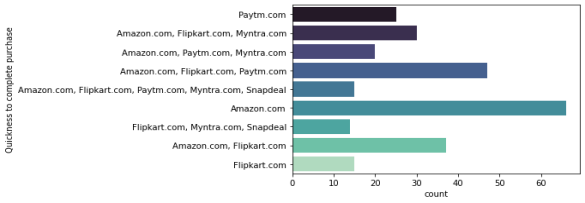 Quickness to complete purchase
Paytm.com
Amazon.com, Flipkart.com, Myntra.com
Amazon.com, Paytm.com, Myntra.com
Amazon.com, Flipkart.com, Paytm.com
Amazon.com, Flipkart.com, Paytm.com, Myntra.com, Snapdeal
Amazon.com
Flipkart.com, Myntra.com, Snapdeal
Amazon.com, Flipkart.com
Flipkart.com
0 10 20 30 40 50 60
count